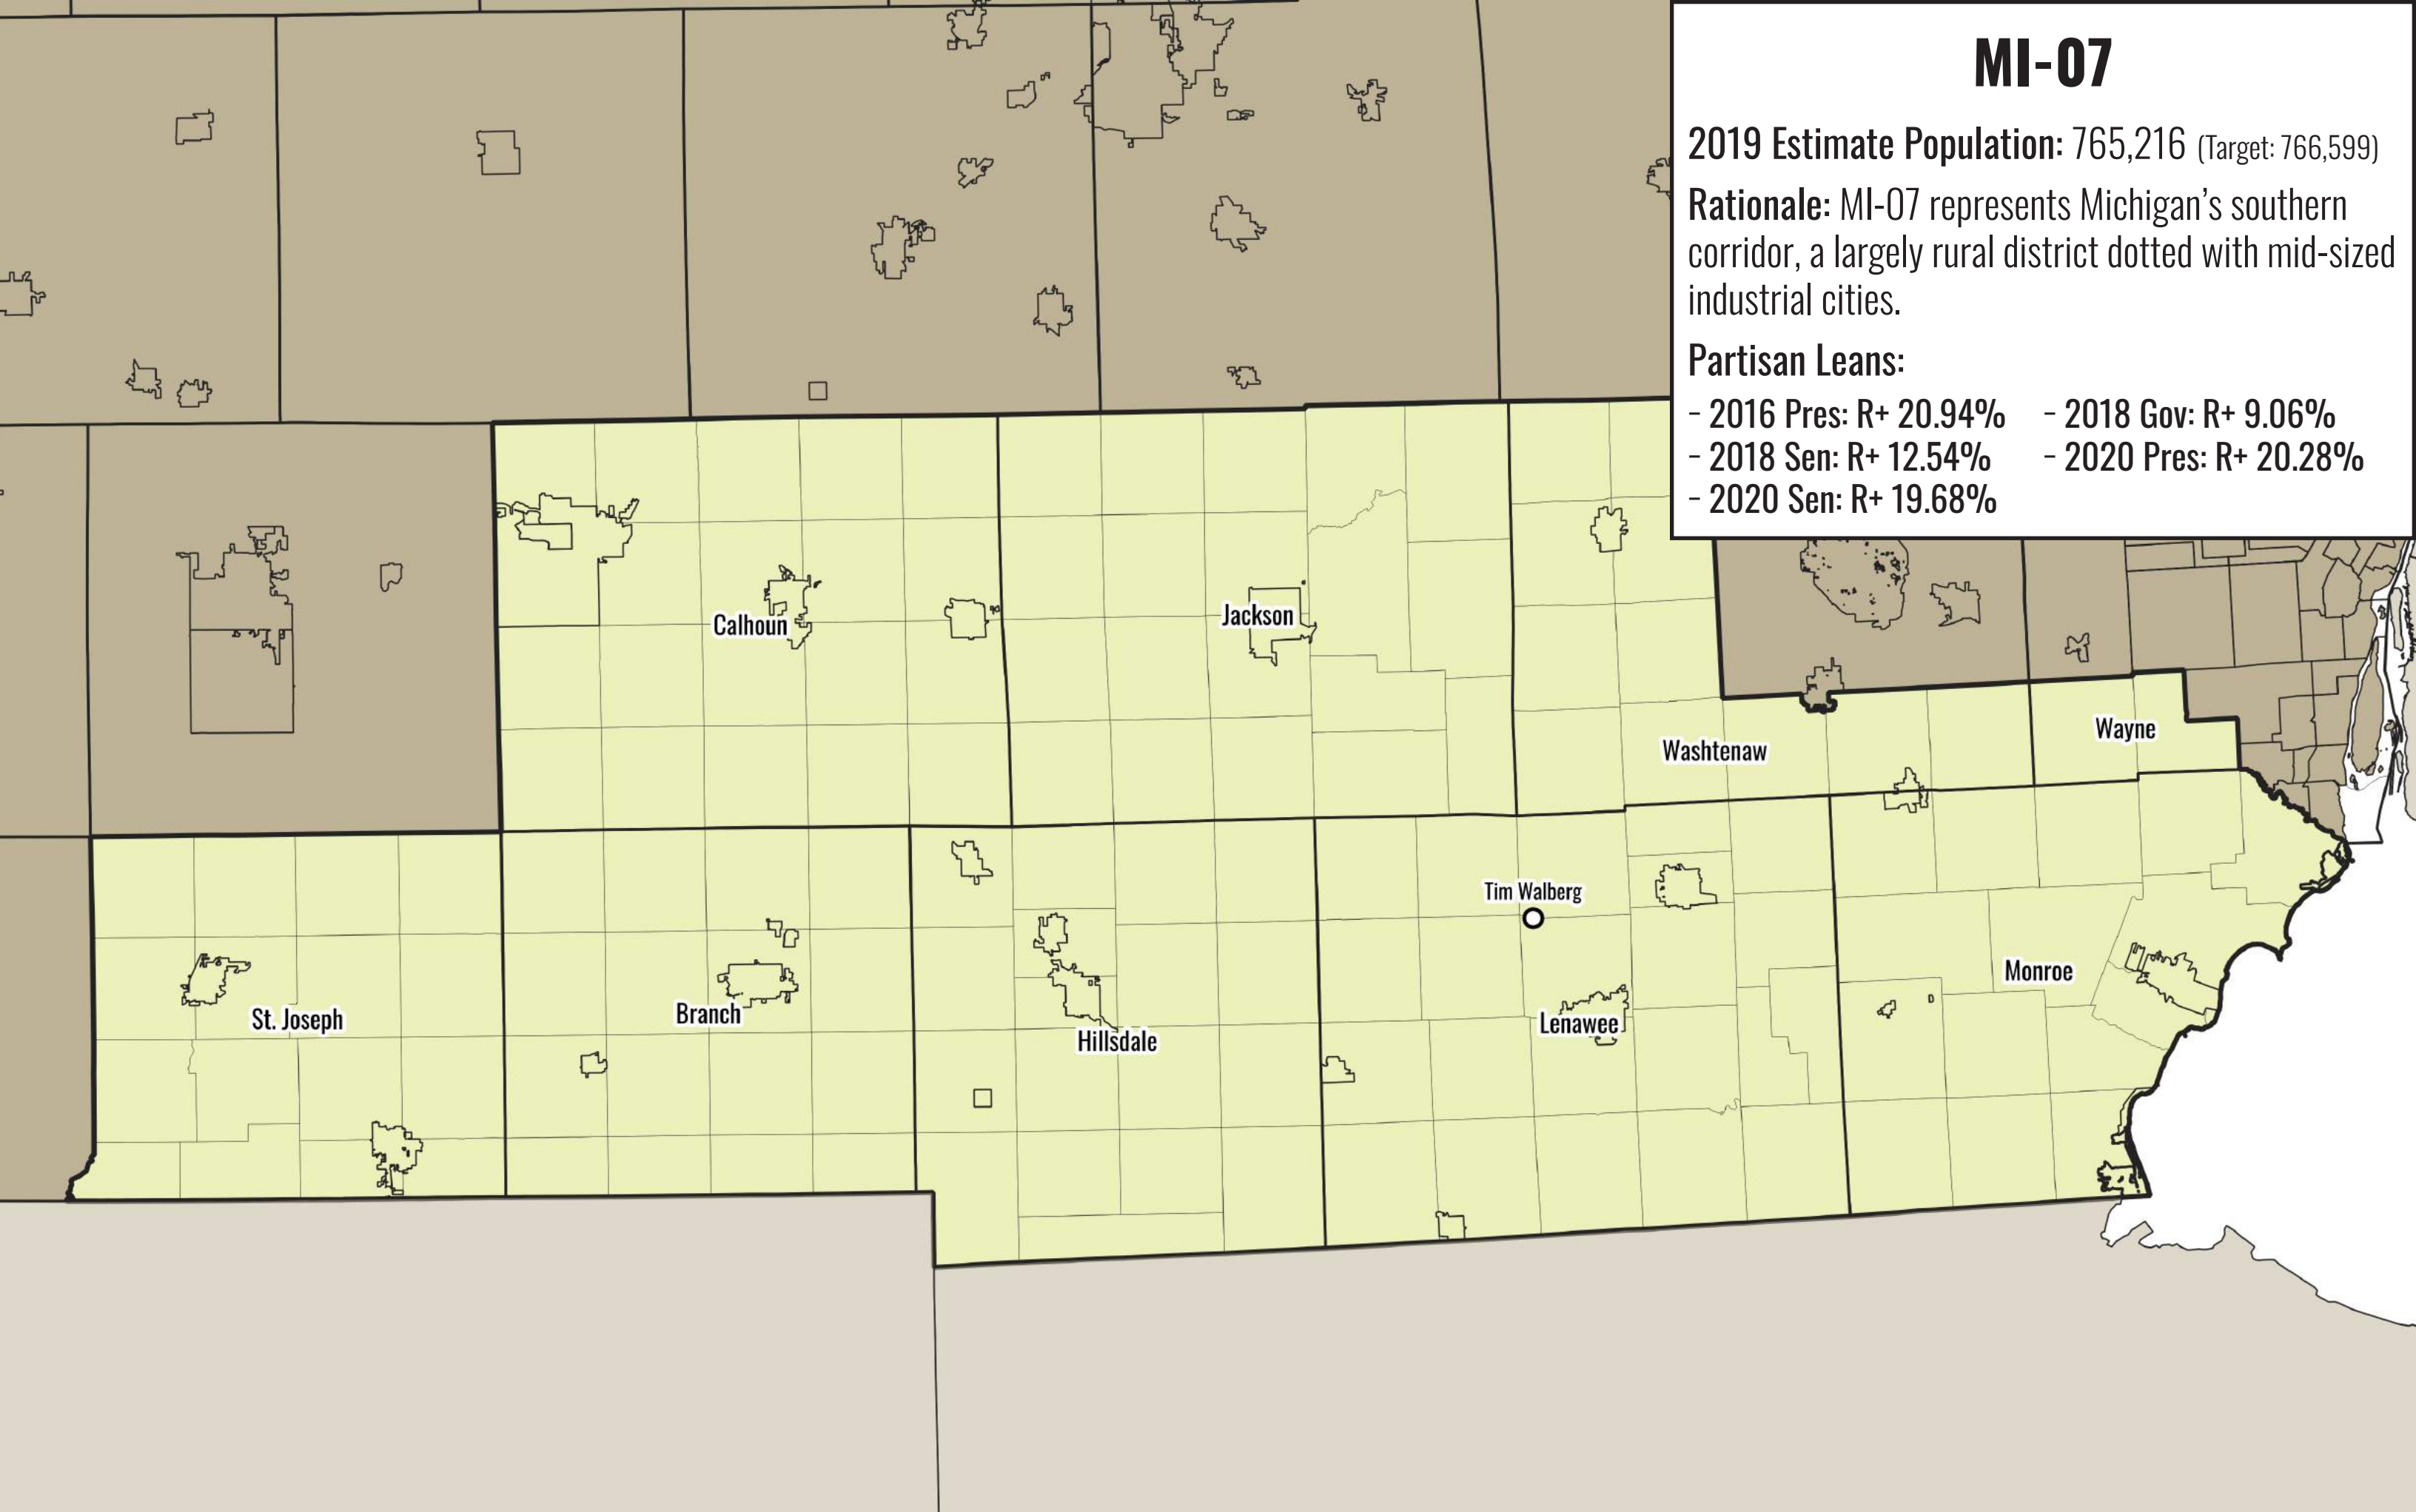 MI-07
2019 Estimate Population: 765,216 (Target: 766,599)
Rationale: MI-07 represents Michigan's southern
corridor, a largely rural district dotted with mid-sized
industrial cities.
Partisan Leans:
- 2016 Pres: R+ 20.94% - 2018 Gov: R+ 9.06%
- 2018 Sen: R+ 12.54% - 2020 Pres: R+ 20.28%
- 2020 Sen: R+ 19.68%
Calhoun
Jackson
Washtenaw
Wayne
Tim Walberg
St. Joseph
Branch
Hillsdale
Lenawee
Monroe